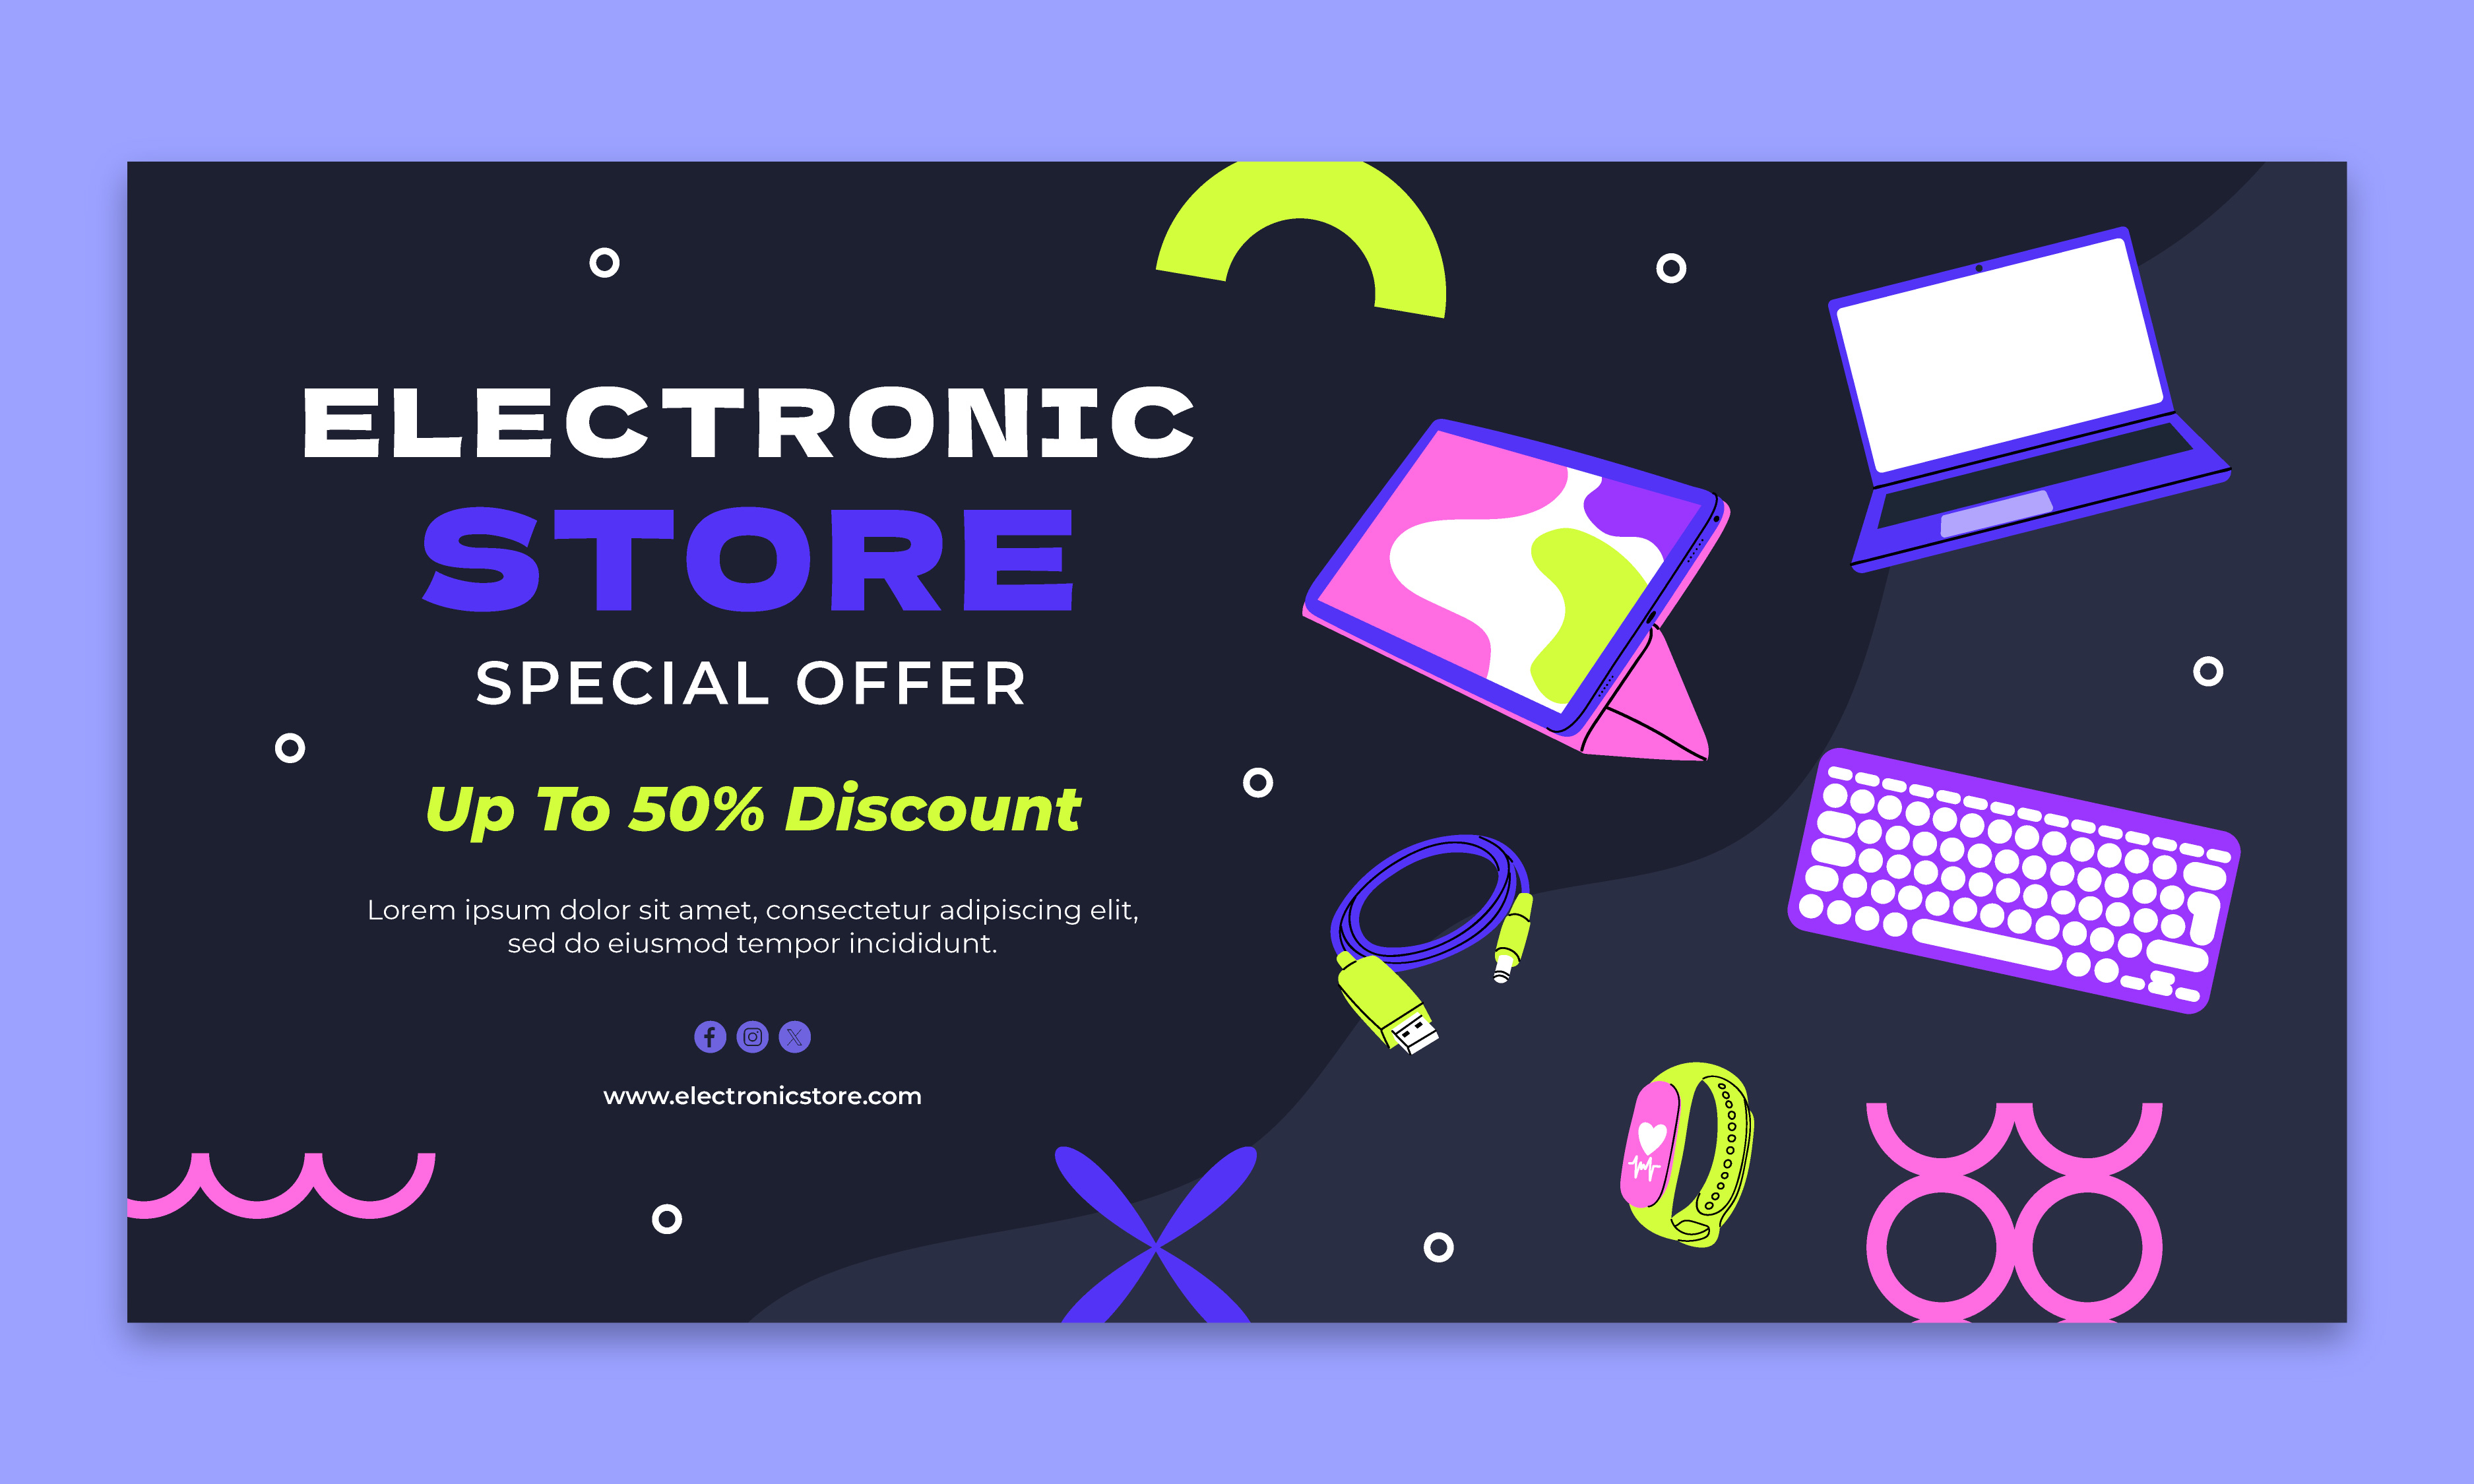 ELECTRONIC
STORE
SPECIAL OFFER
Up To 50% Discount
Lorem ipsum dolor sit amet, consectetur adipiscing elit,
sed do eiusmod tempor incididunt.
www.electronicstore.com